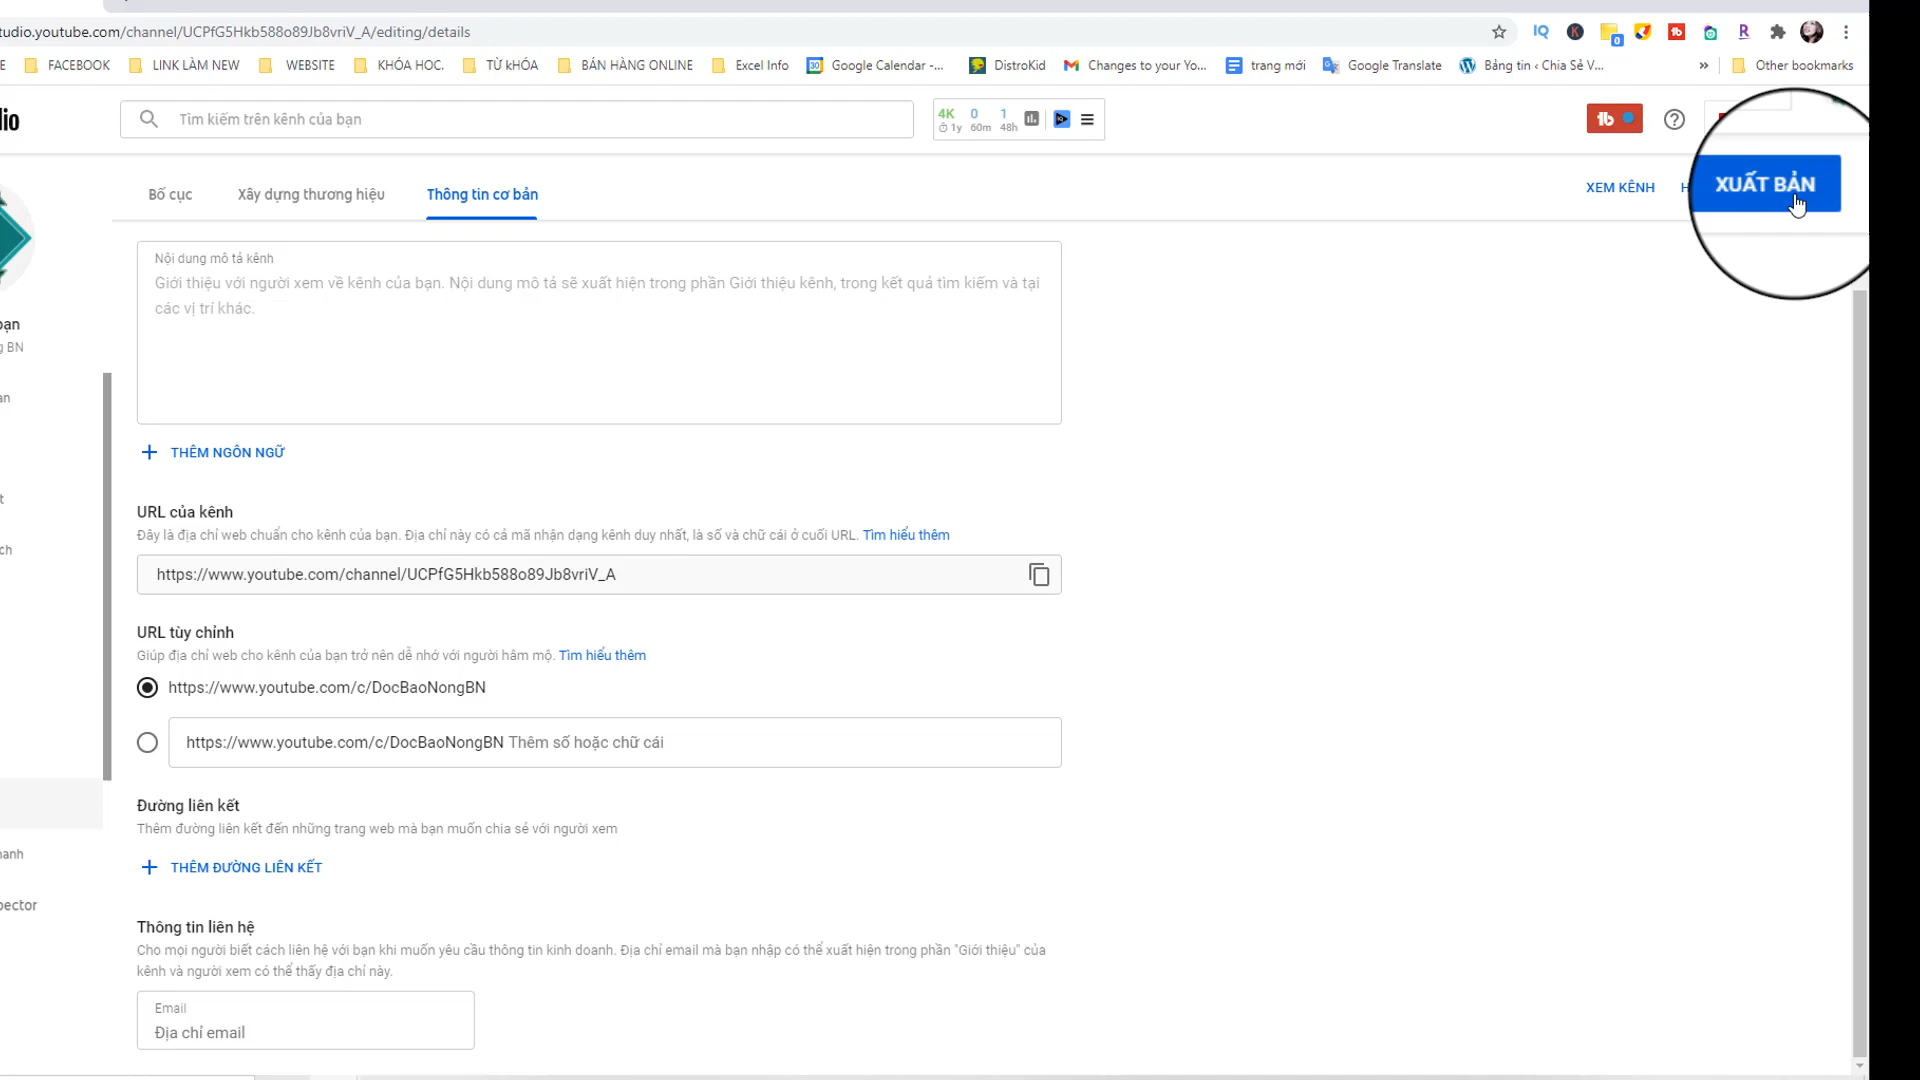 tudio.youtube.com/channel/UCPfG5Hkb588o89Jb8vriV_A/editing/details
IQ
K
0
R
E
FACEBOOK
LINK LÀM NEW
WEBSITE
KHÓA HOC.
TỪ kHÓA
BÁN HÀNG ONLINE
Excel Info
Google Calendar -...
DistroKid
Changes to your Yo...
trang mới
Google Translate
Bảng tin ‹ Chia Sẻ V...
»
Other bookmarks
dio
Tìm kiếm trên kênh của bạn
4K 0 1
1y 60m 48h
Bố cục
Xây dựng thương hiệu
Thông tin cơ bản
XEM KÊNH
H
XUẤT BẢN
Nội dung mô tả kênh
Giới thiệu với người xem về kênh của bạn. Nội dung mô tả sẽ xuất hiện trong phần Giới thiệu kênh, trong kết quả tìm kiếm và tại
các vị trí khác.
bạn
g BN
an
THÊM NGÔN NGỮ
t
URL của kênh
Đây là địa chỉ web chuẩn cho kênh của bạn. Địa chỉ này có cả mã nhận dạng kênh duy nhất, là số và chữ cái ở cuối URL. Tìm hiểu thêm
ch
https://www.youtube.com/channel/UCPfG5Hkb588o89Jb8vriV_A
URL tùy chỉnh
Giúp địa chỉ web cho kênh của bạn trở nên dễ nhớ với người hâm mộ. Tìm hiểu thêm
https://www.youtube.com/c/DocBaoNongBN
https://www.youtube.com/c/DocBaoNongBN Thêm số hoặc chữ cái
Đường liên kết
Thêm đường liên kết đến những trang web mà bạn muốn chia sẻ với người xem
hanh
THÊM ĐƯỜNG LIÊN KẾT
pector
Thông tin liên hệ
Cho mọi người biết cách liên hệ với bạn khi muốn yêu cầu thông tin kinh doanh. Địa chỉ email mà bạn nhập có thể xuất hiện trong phần "Giới thiệu" của
kênh và người xem có thể thấy địa chỉ này.
Email
Địa chỉ email